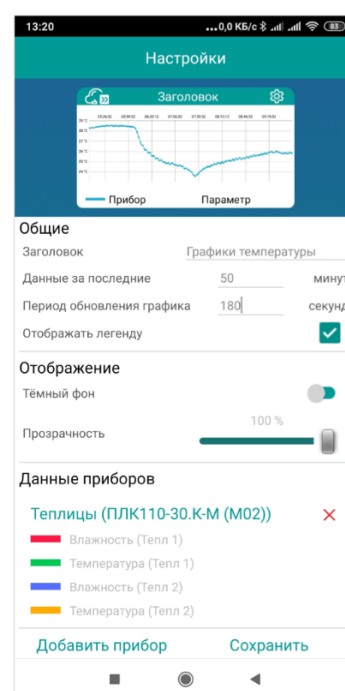 13:20 ...0,0 КБ/с 83
Настройки
Заголовок
Прибор Параметр
Общие
Заголовок Графики температуры
Данные за последние 50 минут
Период обновления графика 180 секунд
Отображать легенду
Отображение
Тёмный фон
100 %
Прозрачность
Данные приборов
Теплицы (ПЛК110-30.К-М (М02))
Влажность (Тепл 1)
Температура (Тепл 1)
Влажность (Тепл 2)
Температура (Тепл 2)
Добавить прибор Сохранить